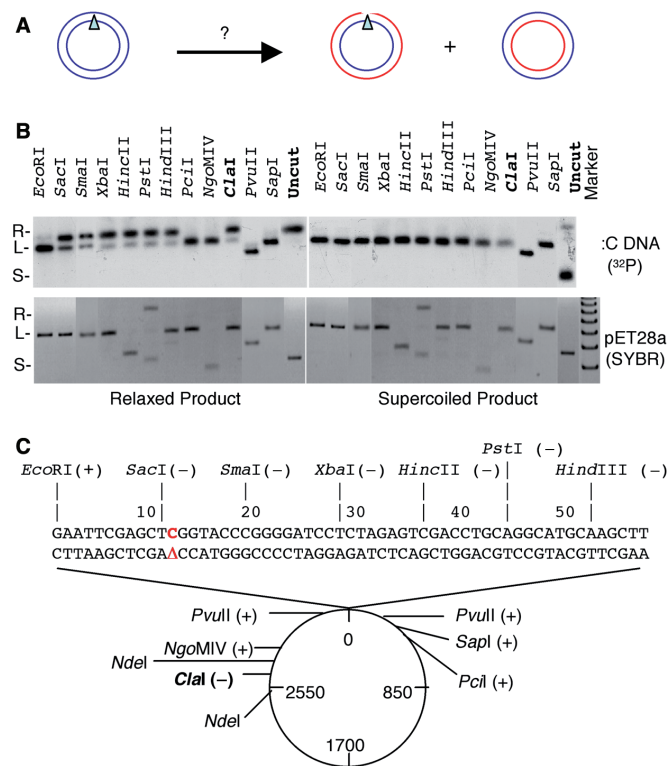 A
?
+
B
EcoRI SacI SmaI XbaI HincII PstI HindIII PciI NgoMIV ClaI PvuII SapI Uncut EcoRI SacI SmaI XbaI HincII PstI HindIII PciI NgoMIV ClaI PvuII SapI Uncut Marker
R-
L-
S-
:C DNA
(³²P)
R-
L-
S-
pET28a
(SYBR)
Relaxed Product Supercoiled Product
C
PstI (–)
EcoRI (+) SacI (–) SmaI (–) XbaI (–) HincII (–) HindIII (–)
10 20 30 40 50
GAATTCGAGCTCGGTACCCGGGGATCCTCTAGAGTCGACCTGCAGGCATGCAAGCTT
CTTAAGCTCGAΔCCATGGGCCCCTAGGAGATCTCAGCTGGACGTCCGTACGTTCGAA
PvuII (+) PvuII (+)
0
NgoMIV (+) SapI (+)
NdeI
ClaI (–) PciI (+)
2550 850
NdeI
1700